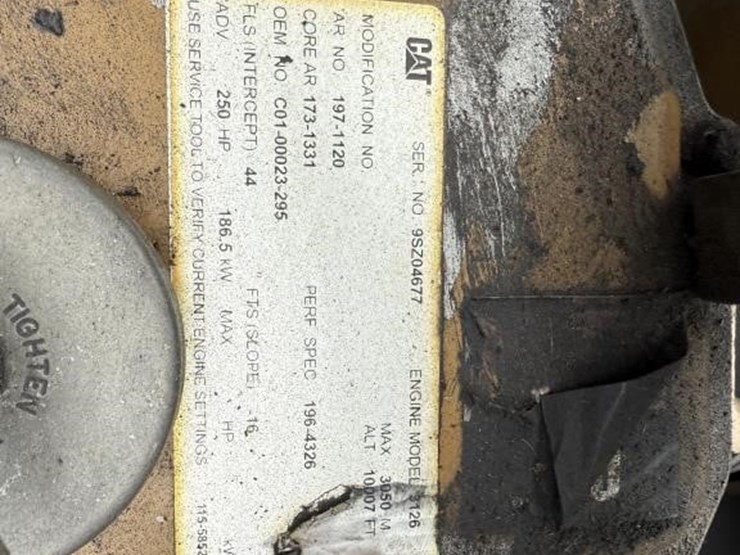 CAT
SER. NO. 9SZ04677 ENGINE MODEL 3126
MAX 3050 M
ALT 10007 FT
MODIFICATION NO
AR NO 197-1120
CORE AR 173-1331 PERF SPEC 196-4326
OEM NO. C01-00023-295
FLS (INTERCEPT) 44 FTS (SLOPE) -16
ADV 250 HP 186.5 kW MAX HP kW
USE SERVICE TOOL TO VERIFY CURRENT ENGINE SETTINGS
TIGHTEN